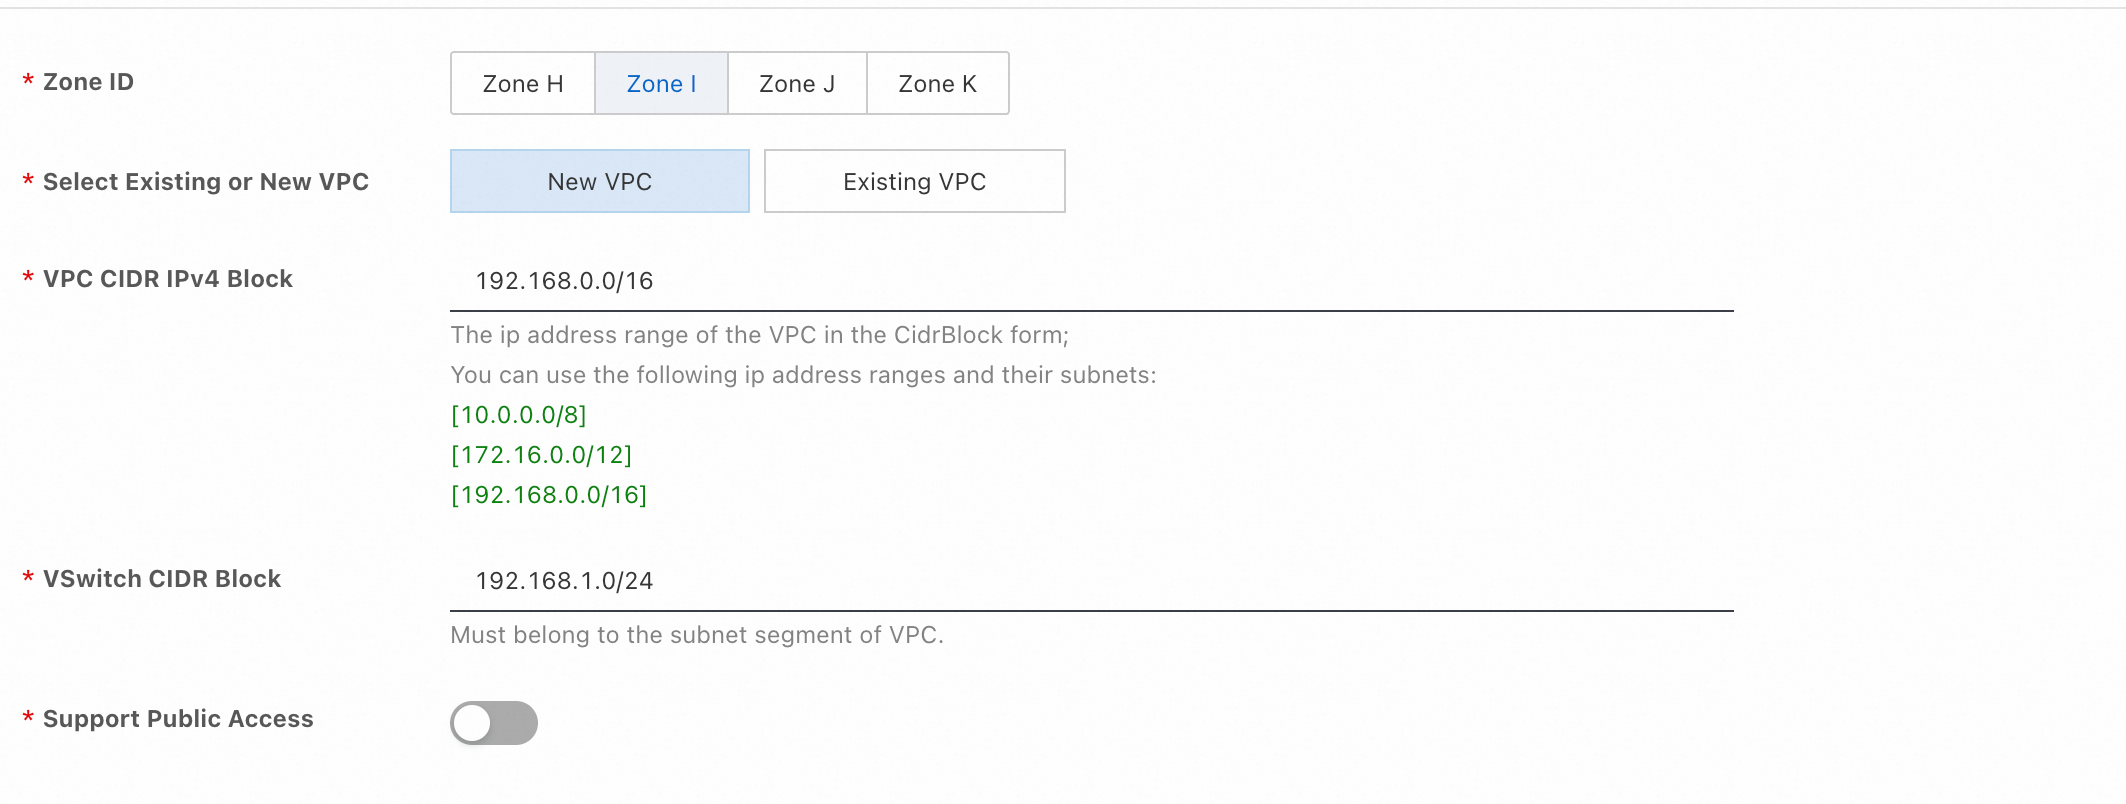 * Zone ID
Zone H
Zone I
Zone J
Zone K
* Select Existing or New VPC
New VPC
Existing VPC
* VPC CIDR IPv4 Block
192.168.0.0/16
The ip address range of the VPC in the CidrBlock form;
You can use the following ip address ranges and their subnets:
[10.0.0.0/8]
[172.16.0.0/12]
[192.168.0.0/16]
* VSwitch CIDR Block
192.168.1.0/24
Must belong to the subnet segment of VPC.
* Support Public Access